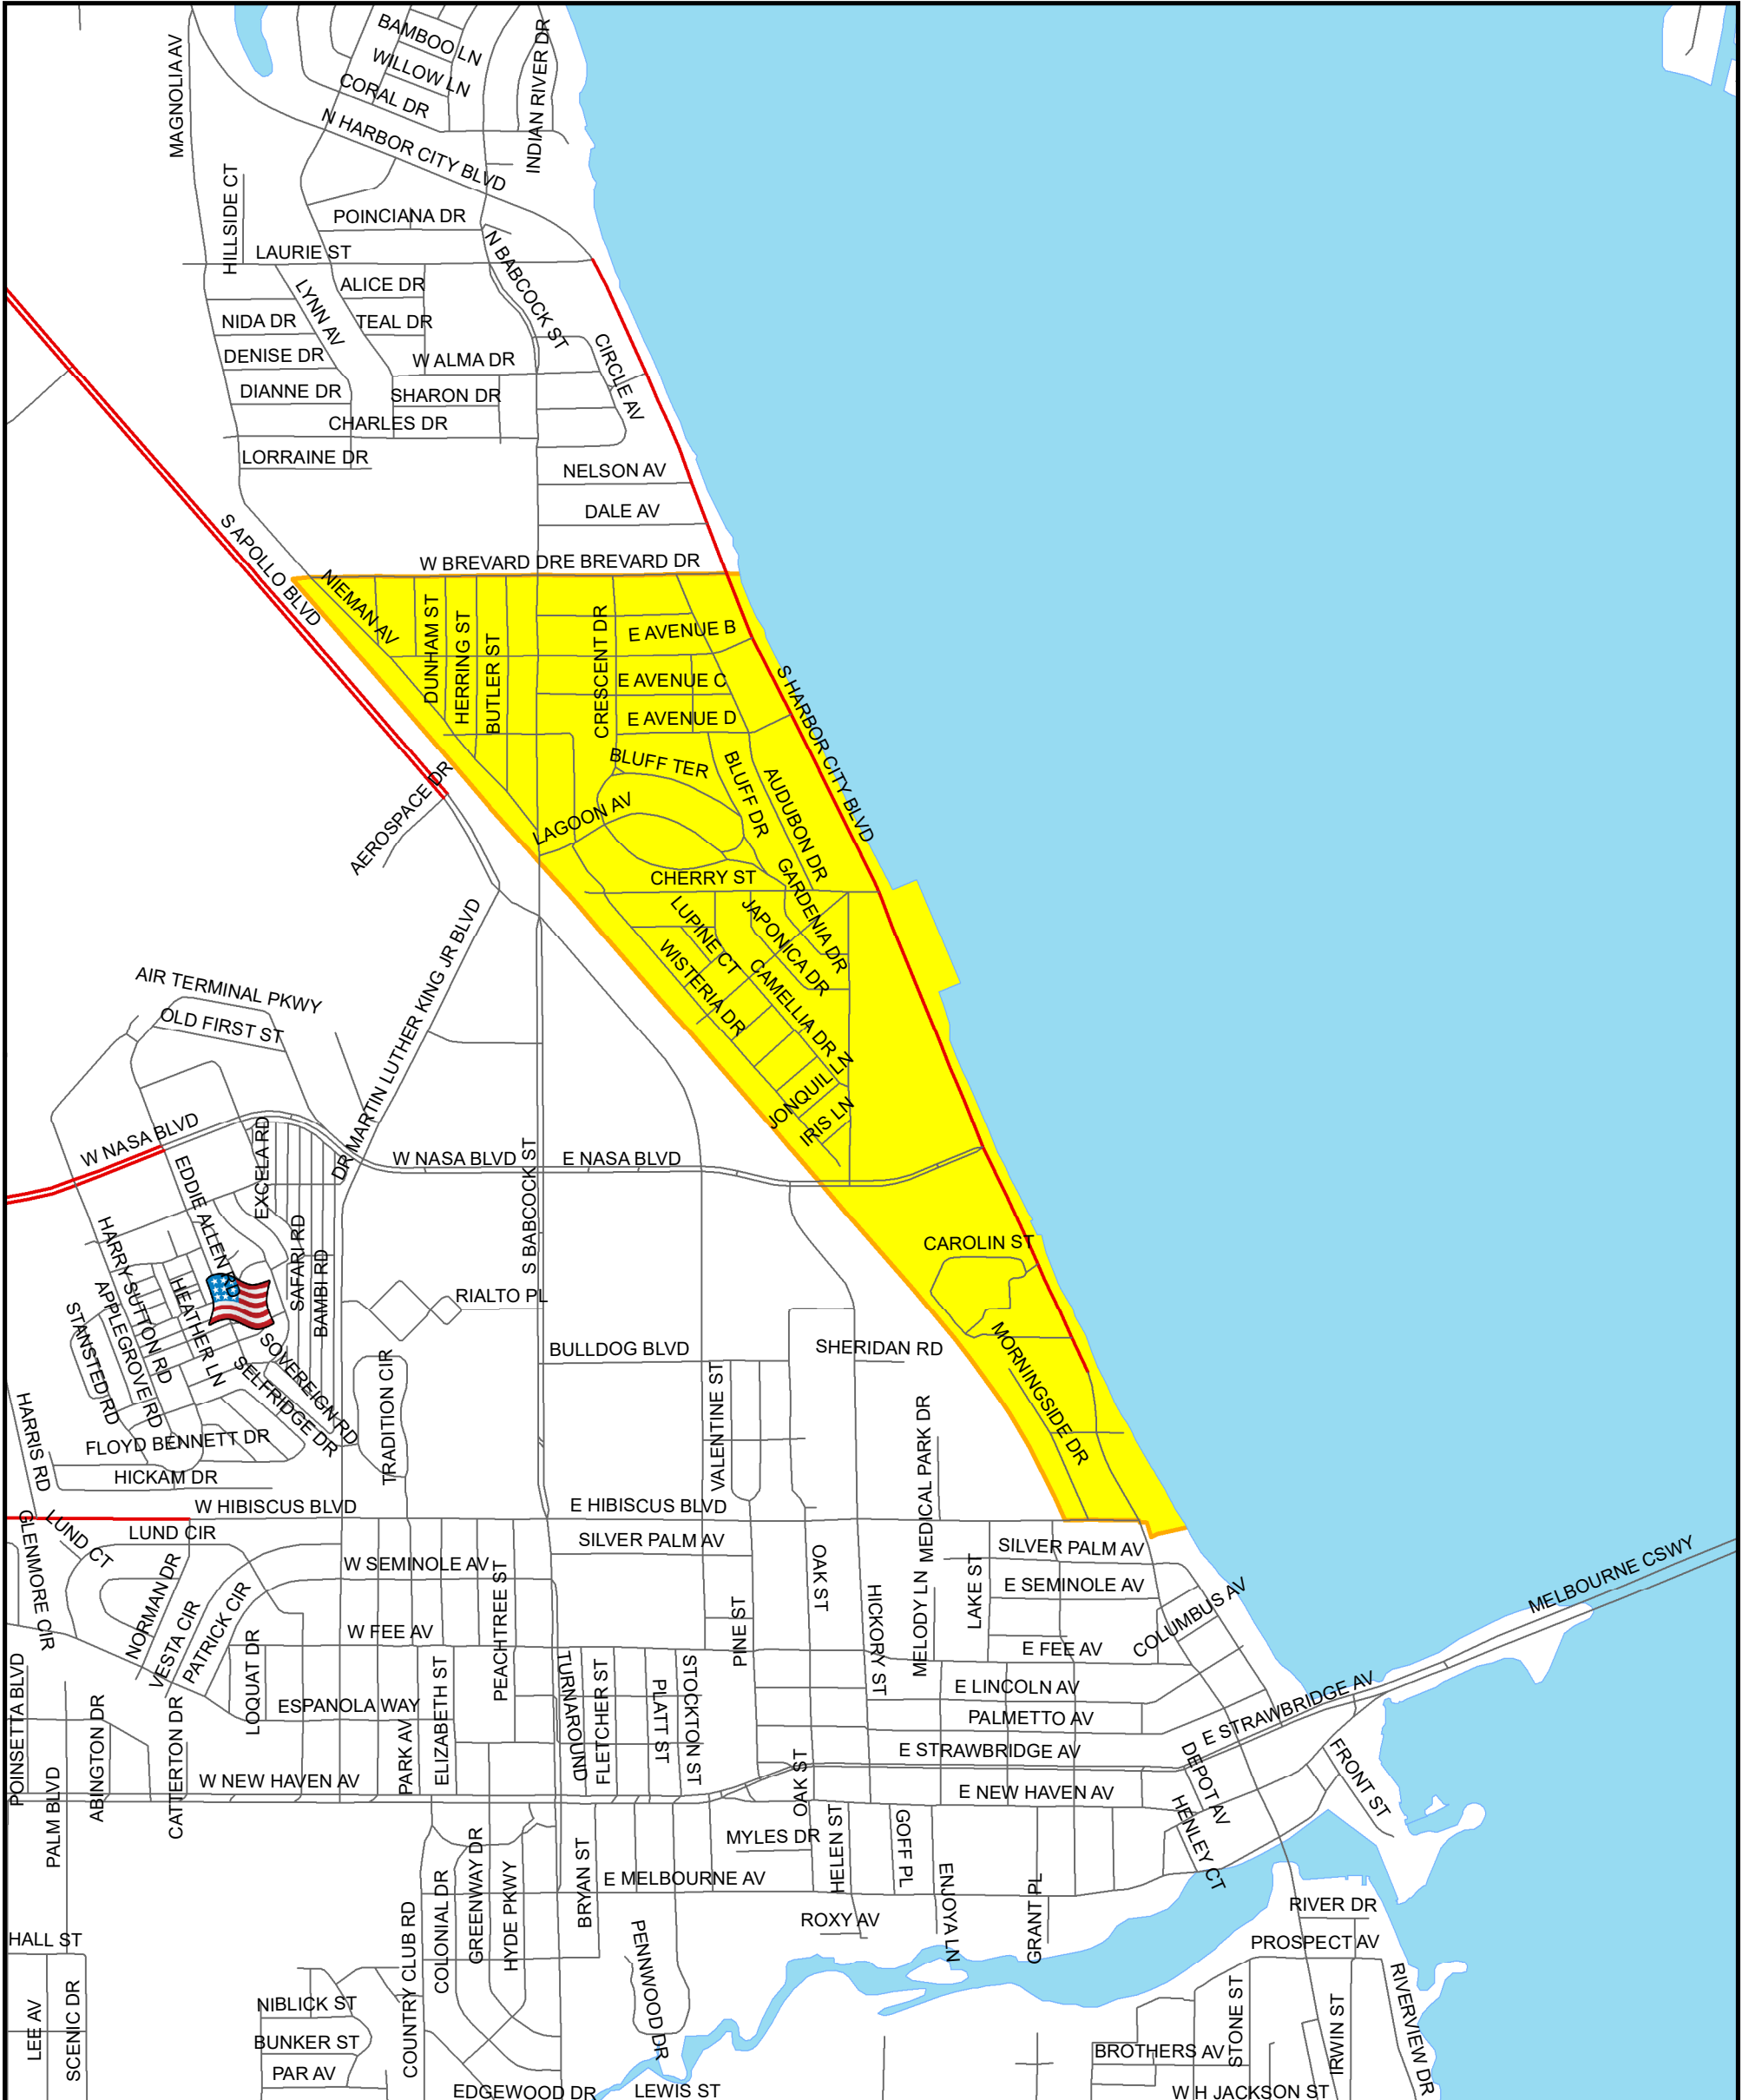 BAMBOO LN
WILLOW LN
CORAL DR
INDIAN RIVER DR
MAGNOLIA AV
N HARBOR CITY BLVD
HILLSIDE CT
POINCIANA DR
LAURIE ST
N BABCOCK ST
ALICE DR
LYNN AV
NIDA DR
TEAL DR
DENISE DR
W ALMA DR
CIRCLE AV
DIANNE DR
SHARON DR
CHARLES DR
LORRAINE DR
NELSON AV
DALE AV
S APOLLO BLVD
W BREVARD DR
E BREVARD DR
NIEMAN AV
DUNHAM ST
HERRING ST
BUTLER ST
CRESCENT DR
E AVENUE B
E AVENUE C
E AVENUE D
S HARBOR CITY BLVD
BLUFF TER
BLUFF DR
AUDUBON DR
AEROSPACE DR
LAGOON AV
CHERRY ST
GARDENIA DR
LUPINE CT
JAPONICA DR
WISTERIA DR
CAMELLIA DR
JONQUIL LN
IRIS LN
DR MARTIN LUTHER KING JR BLVD
AIR TERMINAL PKWY
OLD FIRST ST
W NASA BLVD
EXCELA RD
EDDIE ALLEN RD
W NASA BLVD
E NASA BLVD
S BABCOCK ST
HARRY SUTTON RD
SAFARI RD
BAMBI RD
CAROLIN ST
APPLEGROVE RD
STANSTED RD
HEATHER LN
RIALTO PL
SOVEREIGN RD
SELFRIDGE DR
BULLDOG BLVD
SHERIDAN RD
MORNINGSIDE DR
TRADITION CIR
VALENTINE ST
HARRIS RD
FLOYD BENNETT DR
HICKAM DR
MEDICAL PARK DR
W HIBISCUS BLVD
E HIBISCUS BLVD
GLENMORE CIR
LUND CT
LUND CIR
SILVER PALM AV
SILVER PALM AV
W SEMINOLE AV
E SEMINOLE AV
NORMAN DR
VESTA CIR
PATRICK CIR
PEACHTREE ST
OAK ST
HICKORY ST
MELODY LN
LAKE ST
COLUMBUS AV
MELBOURNE CSWY
PINE ST
W FEE AV
E FEE AV
POINSETTA BLVD
LOQUAT DR
ELIZABETH ST
TURNAROUND
FLETCHER ST
PLATT ST
STOCKTON ST
E LINCOLN AV
ESPANOLA WAY
PALMETTO AV
PALM BLVD
ABINGTON DR
CATTERTON DR
PARK AV
E STRAWBRIDGE AV
E STRAWBRIDGE AV
W NEW HAVEN AV
E NEW HAVEN AV
OAK ST
DEPOT AV
FRONT ST
HENLEY CT
MYLES DR
HELEN ST
GOFF PL
GREENWAY DR
COLONIAL DR
HYDE PKWY
BRYAN ST
E MELBOURNE AV
ENJOYA LN
GRANT PL
ROXY AV
RIVER DR
PROSPECT AV
HALL ST
COUNTRY CLUB RD
PENNWOOD DR
RIVERVIEW DR
STONE ST
IRWIN ST
LEE AV
SCENIC DR
NIBLICK ST
BUNKER ST
PAR AV
BROTHERS AV
EDGEWOOD DR
LEWIS ST
W H JACKSON ST